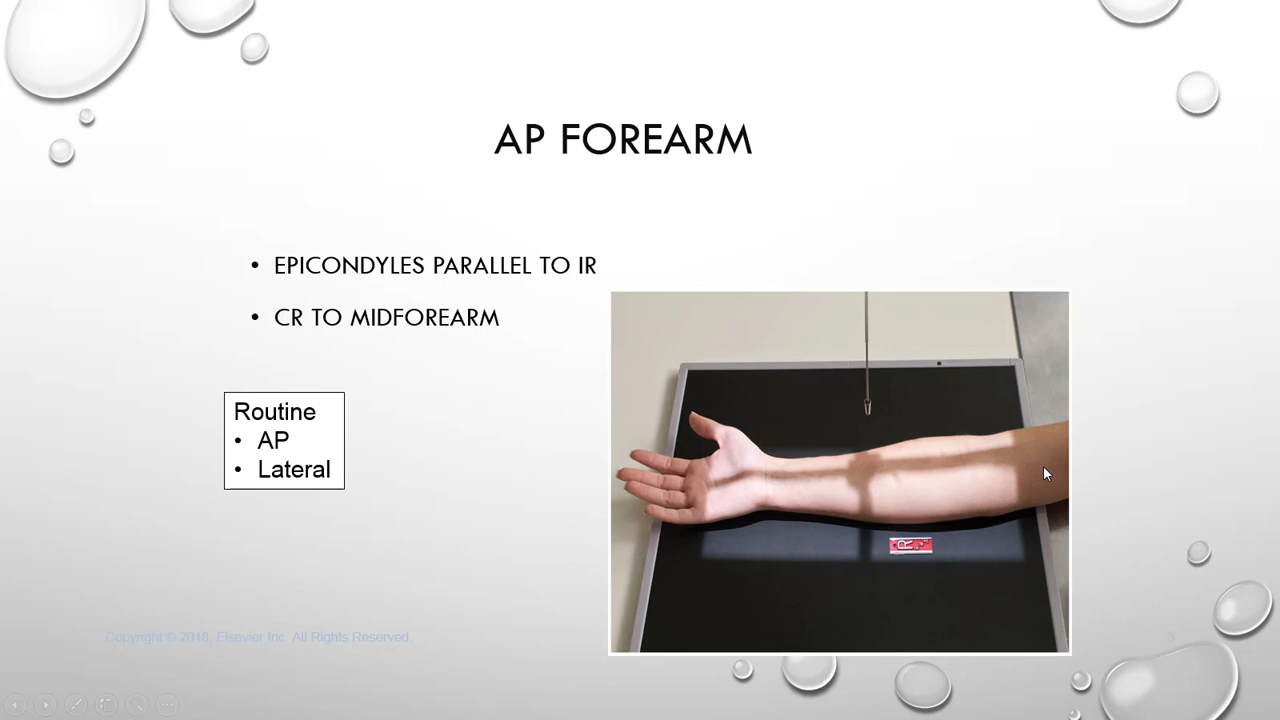 AP FOREARM
• EPICONDYLES PARALLEL TO IR
• CR TO MIDFOREARM
Routine
• AP
• Lateral
R
Copyright © 2018, Elsevier Inc. All Rights Reserved.
3